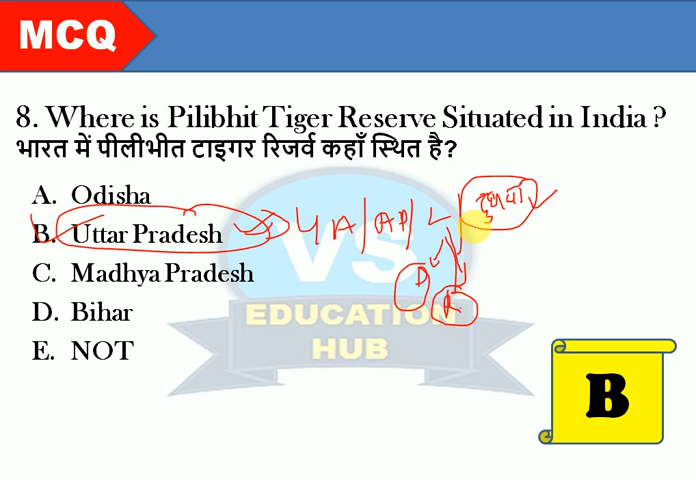 MCQ
8. Where is Pilibhit Tiger Reserve Situated in India ?
भारत में पीलीभीत टाइगर रिजर्व कहाँ स्थित है?
A. Odisha
B. Uttar Pradesh
C. Madhya Pradesh
D. Bihar
E. NOT
VS
EDUCATION
HUB
B